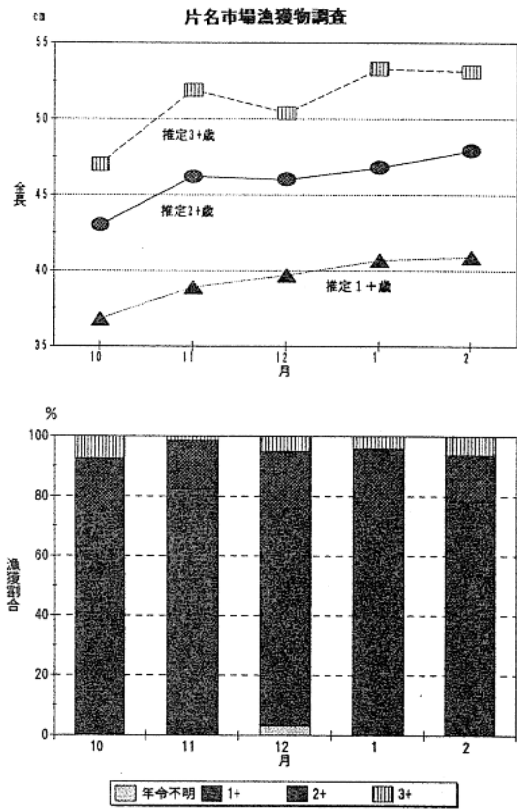 片名市場漁獲物調査
cm
55
50
45
40
35
全長
推定3+歳
推定2+歳
推定1+歳
10 11 12 1 2
月
%
100
80
60
40
20
0
漁獲割合
10 11 12 1 2
月
年令不明 1+ 2+ 3+